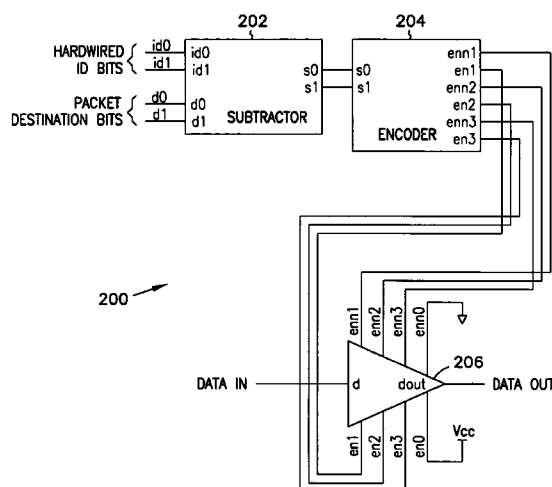 202
204
HARDWIRED
ID BITS
id0
id1
id0
id1
PACKET
DESTINATION BITS
d0
d1
d0
d1
s0
s1
SUBTRACTOR
s0
s1
ENCODER
enn1
en1
enn2
en2
enn3
en3
200
enn1
enn2
enn3
enn0
206
DATA IN
d
dout
DATA OUT
en1
en2
en3
en0
Vcc